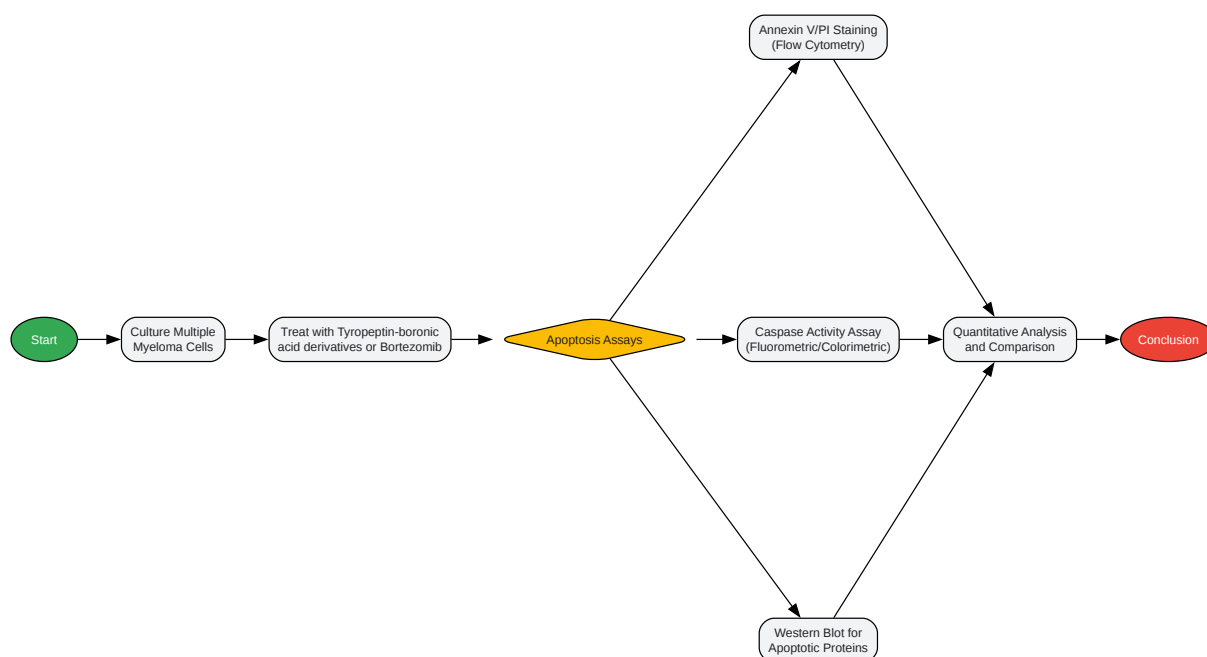 Annexin V/PI Staining
(Flow Cytometry)
Start
Culture Multiple
Myeloma Cells
Treat with Tyropeptin-boronic
acid derivatives or Bortezomib
Apoptosis Assays
Caspase Activity Assay
(Fluorometric/Colorimetric)
Quantitative Analysis
and Comparison
Conclusion
Western Blot for
Apoptotic Proteins